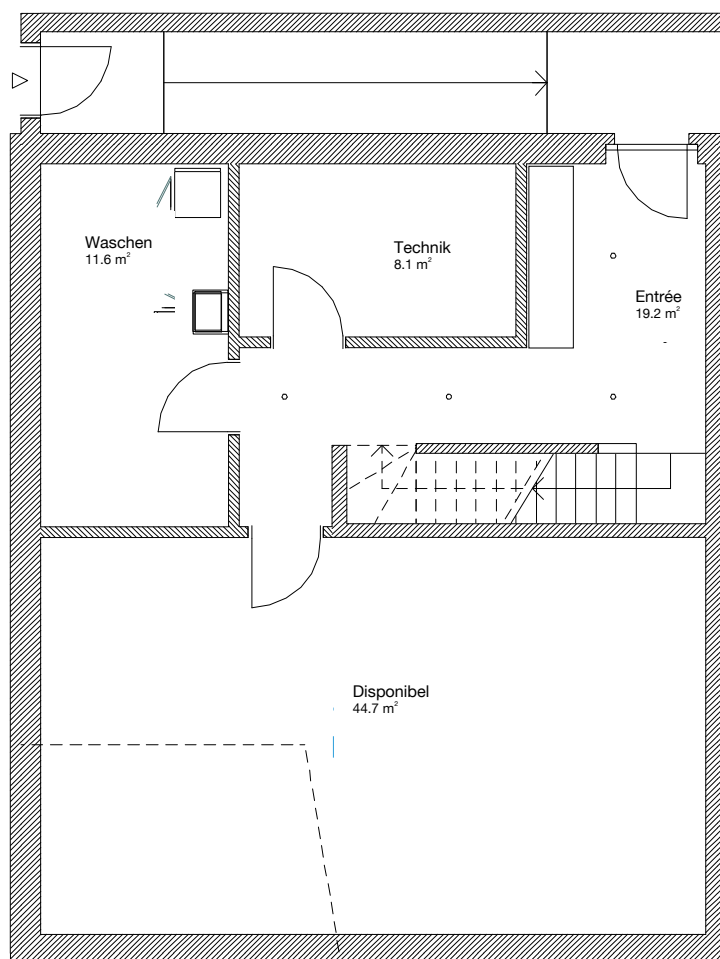 Waschen
11.6 m²
Technik
8.1 m²
Entrée
19.2 m²
Disponibel
44.7 m²